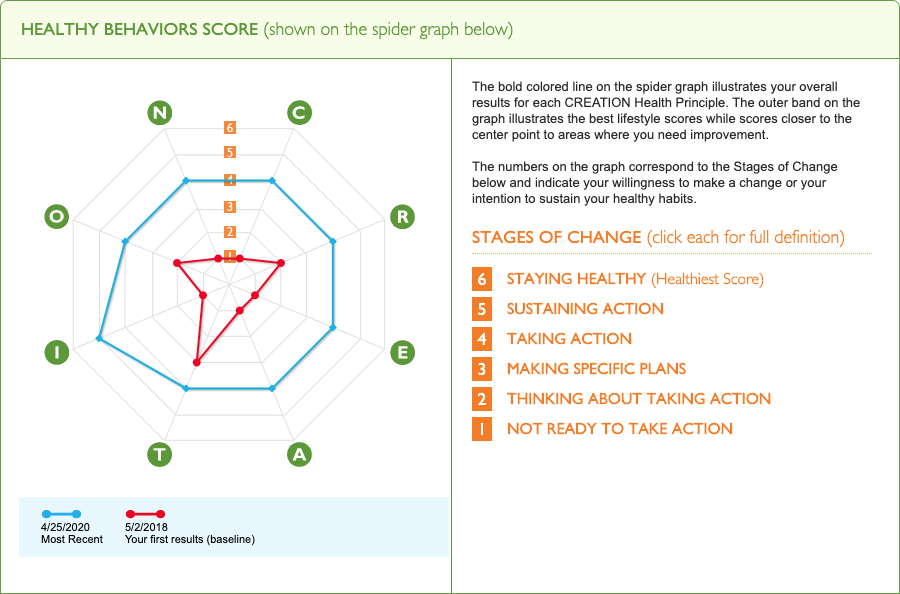 HEALTHY BEHAVIORS SCORE (shown on the spider graph below)
N
C
6
5
4
3
2
1
O
R
I
E
T
A
4/25/2020
Most Recent
5/2/2018
Your first results (baseline)
The bold colored line on the spider graph illustrates your overall
results for each CREATION Health Principle. The outer band on the
graph illustrates the best lifestyle scores while scores closer to the
center point to areas where you need improvement.
The numbers on the graph correspond to the Stages of Change
below and indicate your willingness to make a change or your
intention to sustain your healthy habits.
STAGES OF CHANGE (click each for full definition)
6 STAYING HEALTHY (Healthiest Score)
5 SUSTAINING ACTION
4 TAKING ACTION
3 MAKING SPECIFIC PLANS
2 THINKING ABOUT TAKING ACTION
1 NOT READY TO TAKE ACTION